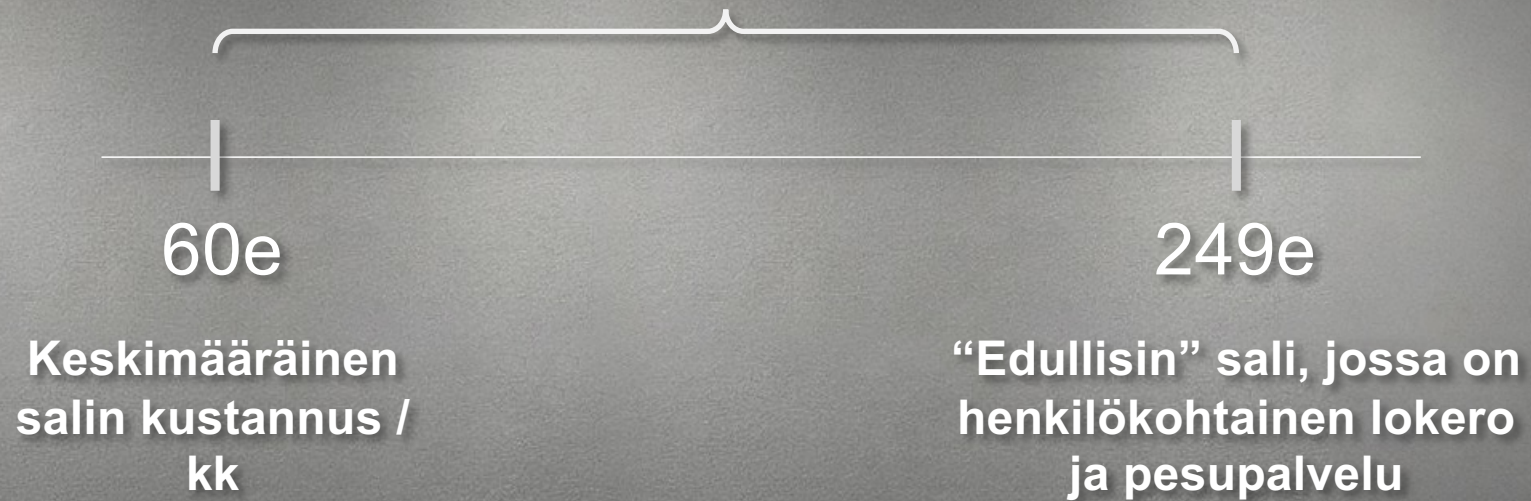 60e
Keskimääräinen
salin kustannus /
kk
249e
“Edullisin” sali, jossa on
henkilökohtainen lokero
ja pesupalvelu